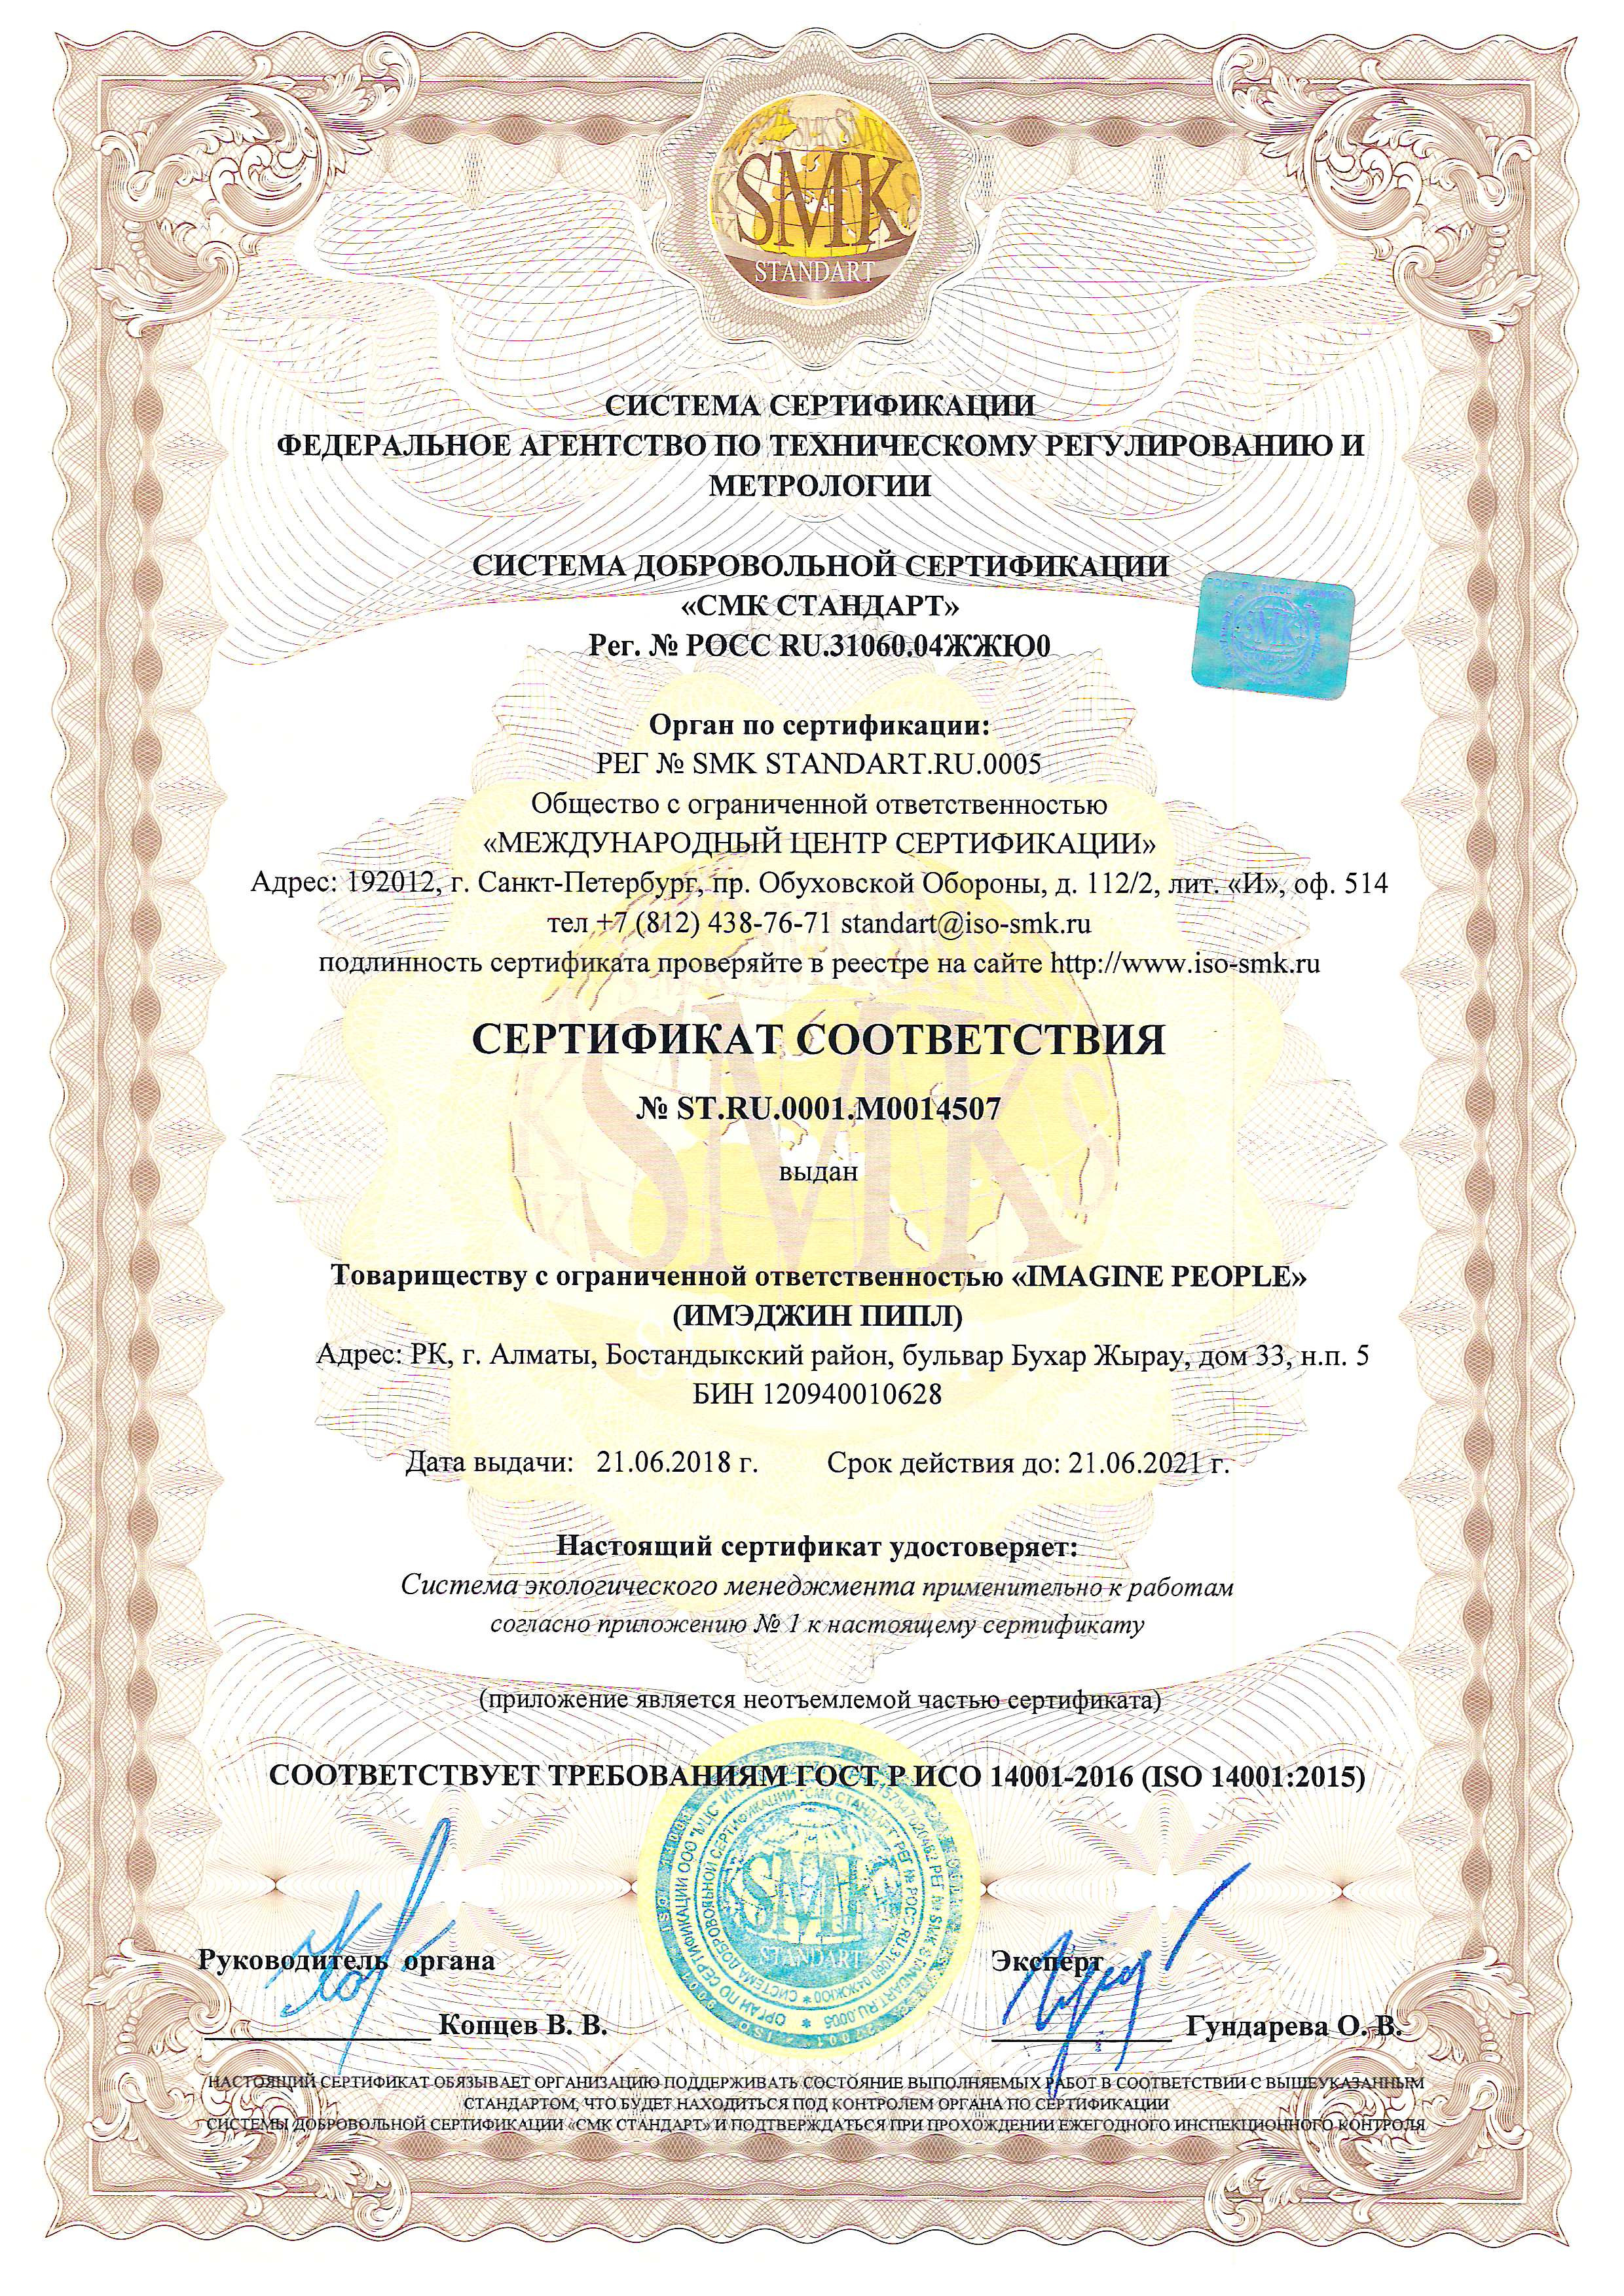 SMK
STANDART
СИСТЕМА СЕРТИФИКАЦИИ
ФЕДЕРАЛЬНОЕ АГЕНТСТВО ПО ТЕХНИЧЕСКОМУ РЕГУЛИРОВАНИЮ И
МЕТРОЛОГИИ
СИСТЕМА ДОБРОВОЛЬНОЙ СЕРТИФИКАЦИИ
«СМК СТАНДАРТ»
Рег. № РОСС RU.31060.04ЖЖЮ0
Орган по сертификации:
РЕГ № SMK STANDART.RU.0005
Общество с ограниченной ответственностью
«МЕЖДУНАРОДНЫЙ ЦЕНТР СЕРТИФИКАЦИИ»
Адрес: 192012, г. Санкт-Петербург, пр. Обуховской Обороны, д. 112/2, лит. «И», оф. 514
тел +7 (812) 438-76-71 standart@iso-smk.ru
подлинность сертификата проверяйте в реестре на сайте http://www.iso-smk.ru
СЕРТИФИКАТ СООТВЕТСТВИЯ
№ ST.RU.0001.M0014507
выдан
Товариществу с ограниченной ответственностью «IMAGINE PEOPLE»
(ИМЭДЖИН ПИПЛ)
Адрес: РК, г. Алматы, Бостандыкский район, бульвар Бухар Жырау, дом 33, н.п. 5
БИН 120940010628
Дата выдачи: 21.06.2018 г. Срок действия до: 21.06.2021 г.
Настоящий сертификат удостоверяет:
Система экологического менеджмента применительно к работам
согласно приложению № 1 к настоящему сертификату
(приложение является неотъемлемой частью сертификата)
СООТВЕТСТВУЕТ ТРЕБОВАНИЯМ ГОСТ Р ИСО 14001-2016 (ISO 14001:2015)
SMK
STANDART
Руководитель органа
Эксперт
Копцев В. В.
Гундарева О. В.
НАСТОЯЩИЙ СЕРТИФИКАТ ОБЯЗЫВАЕТ ОРГАНИЗАЦИЮ ПОДДЕРЖИВАТЬ СОСТОЯНИЕ ВЫПОЛНЯЕМЫХ РАБОТ В СООТВЕТСТВИИ С ВЫШЕУКАЗАННЫМ
СТАНДАРТОМ, ЧТО БУДЕТ НАХОДИТЬСЯ ПОД КОНТРОЛЕМ ОРГАНА ПО СЕРТИФИКАЦИИ
СИСТЕМЫ ДОБРОВОЛЬНОЙ СЕРТИФИКАЦИИ «СМК СТАНДАРТ» И ПОДТВЕРЖДАТЬСЯ ПРИ ПРОХОЖДЕНИИ ЕЖЕГОДНОГО ИНСПЕКЦИОННОГО КОНТРОЛЯ